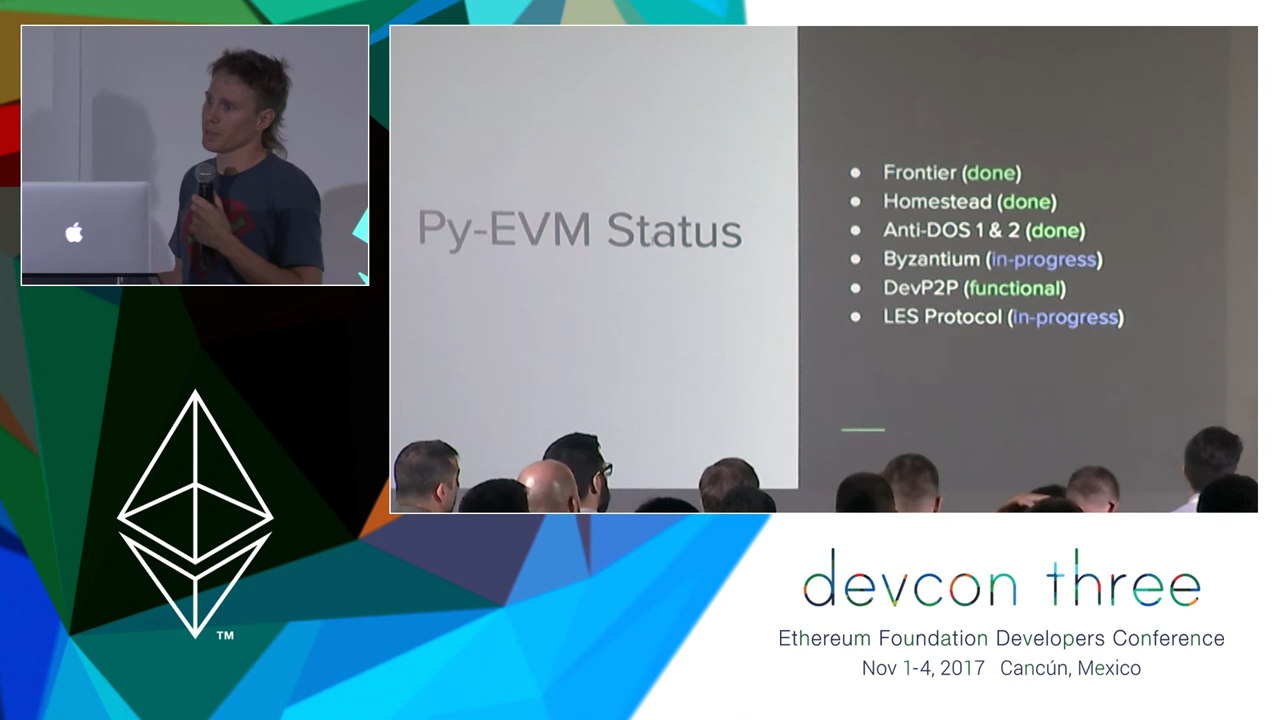 Py-EVM Status
Frontier (done)
Homestead (done)
Anti-DOS 1 & 2 (done)
Byzantium (in-progress)
DevP2P (functional)
LES Protocol (in-progress)
TM
devcon three
Ethereum Foundation Developers Conference
Nov 1-4, 2017 Cancún, Mexico